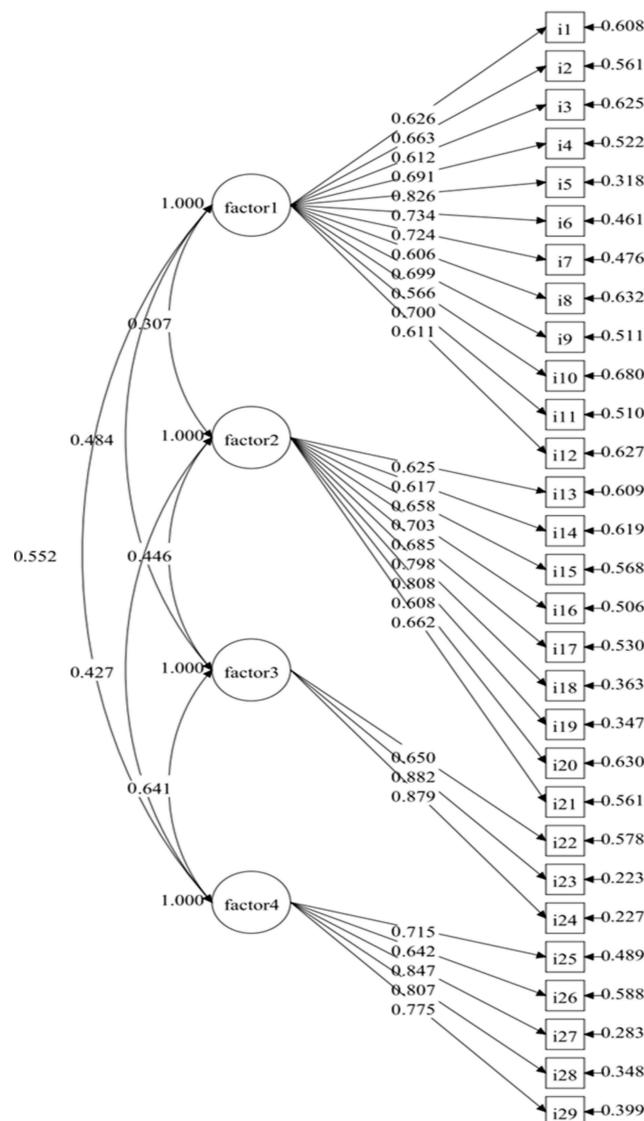 i1 0.608
i2 0.561
i3 0.625
0.626
0.663
i4 0.522
0.612
0.691
i5 0.318
0.826
1.000 factor1
0.734
i6 0.461
0.724
i7 0.476
0.606
0.699
i8 0.632
0.566
0.307
0.700
i9 0.511
0.611
i10 0.680
i11 0.510
1.000 factor2
0.484
i12 0.627
0.625
0.617
i13 0.609
0.658
0.703
i14 0.619
0.685
0.552
0.446
0.798
i15 0.568
0.808
0.608
i16 0.506
0.662
i17 0.530
1.000 factor3
0.427
i18 0.363
i19 0.347
0.650
i20 0.630
0.882
0.641
0.879
i21 0.561
i22 0.578
i23 0.223
1.000 factor4
i24 0.227
0.715
0.642
i25 0.489
0.847
0.807
i26 0.588
0.775
i27 0.283
i28 0.348
i29 0.399